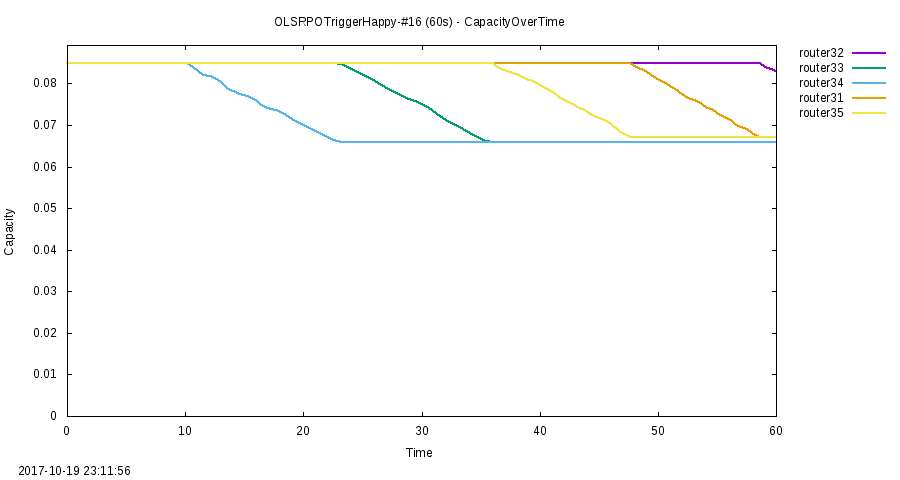 OLSRPOTriggerHappy-#16 (60s) - CapacityOverTime
router32
router33
router34
router31
router35
0.08
0.07
0.06
0.05
0.04
0.03
0.02
0.01
0
Capacity
0 10 20 30 40 50 60
Time
2017-10-19 23:11:56